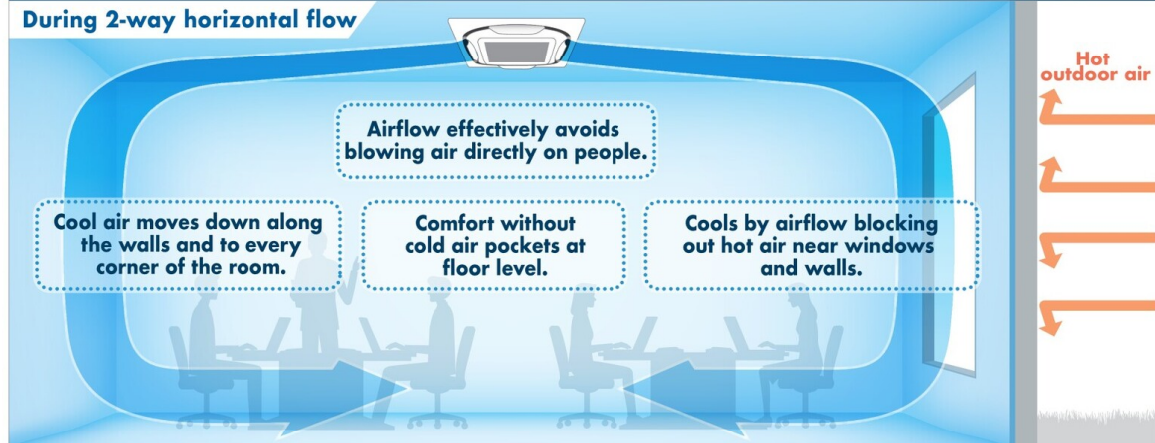 During 2-way horizontal flow
Hot
outdoor air
Airflow effectively avoids
blowing air directly on people.
Cool air moves down along
the walls and to every
corner of the room.
Comfort without
cold air pockets at
floor level.
Cools by airflow blocking
out hot air near windows
and walls.